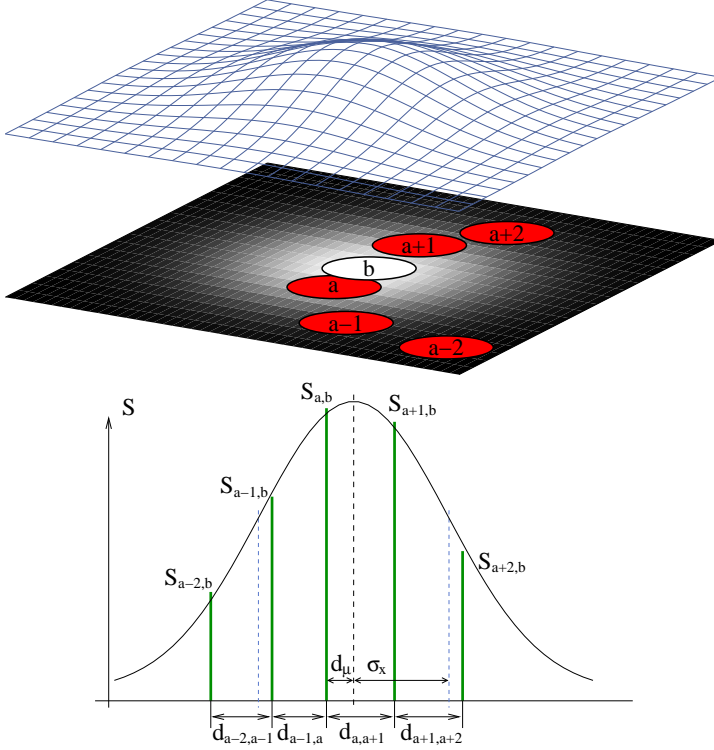 a+2
a+1
b
a
a−1
a−2
S
S_{a,b}
S_{a+1,b}
S_{a−1,b}
S_{a+2,b}
S_{a−2,b}
d_μ σ_x
d_{a−2,a−1} d_{a−1,a} d_{a,a+1} d_{a+1,a+2}